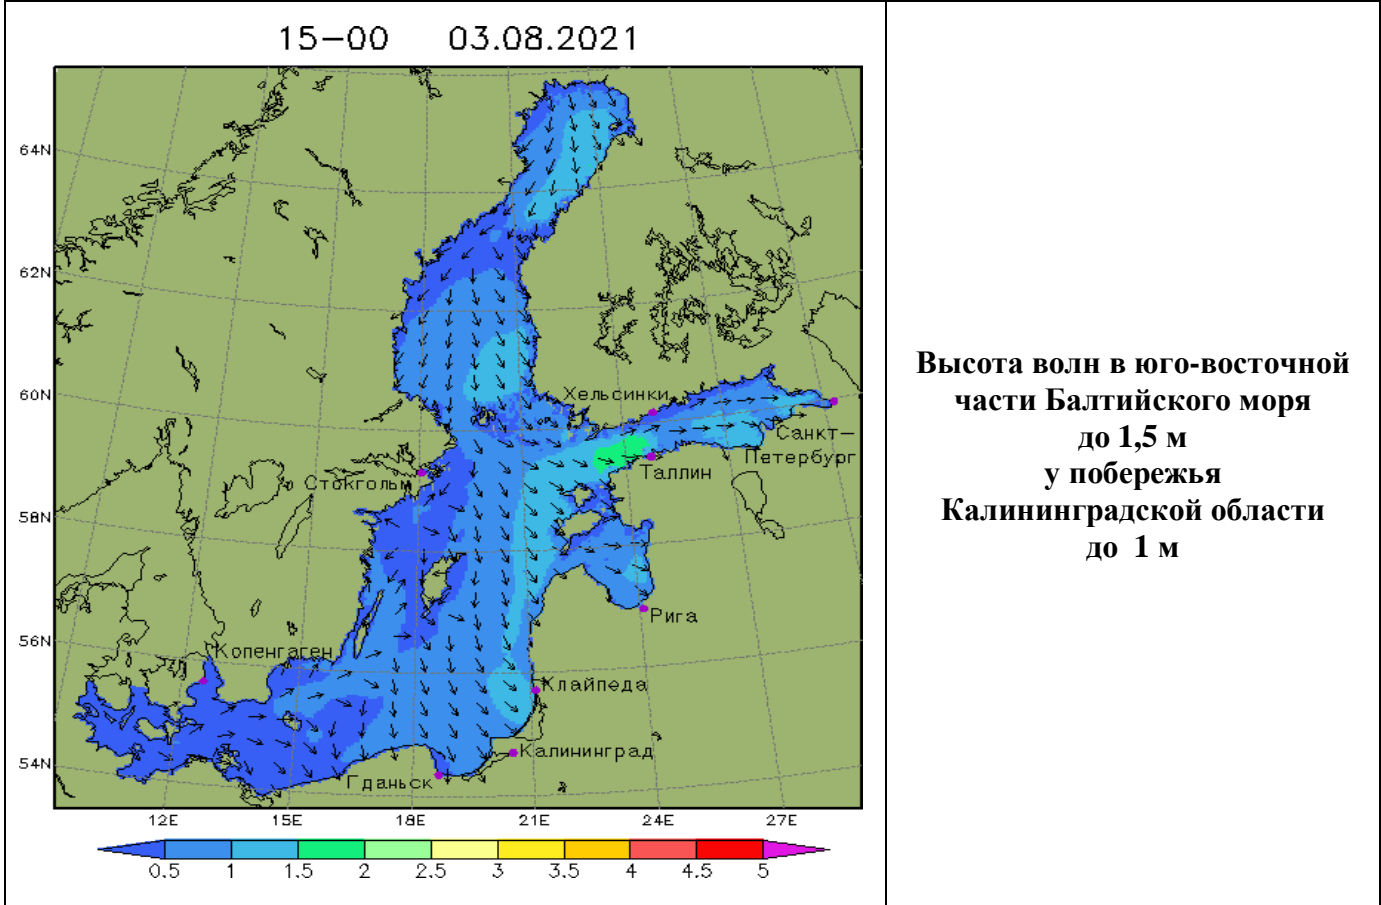 15-00 03.08.2021
64N
62N
60N
58N
56N
54N
Хельсинки
Санкт-
Петербург
Таллин
Стокгольм
Рига
Копенгаген
Клайпеда
Калининград
Гданьск
12E 15E 18E 21E 24E 27E
0.5 1 1.5 2 2.5 3 3.5 4 4.5 5
Высота волн в юго-восточной
части Балтийского моря
до 1,5 м
у побережья
Калининградской области
до 1 м